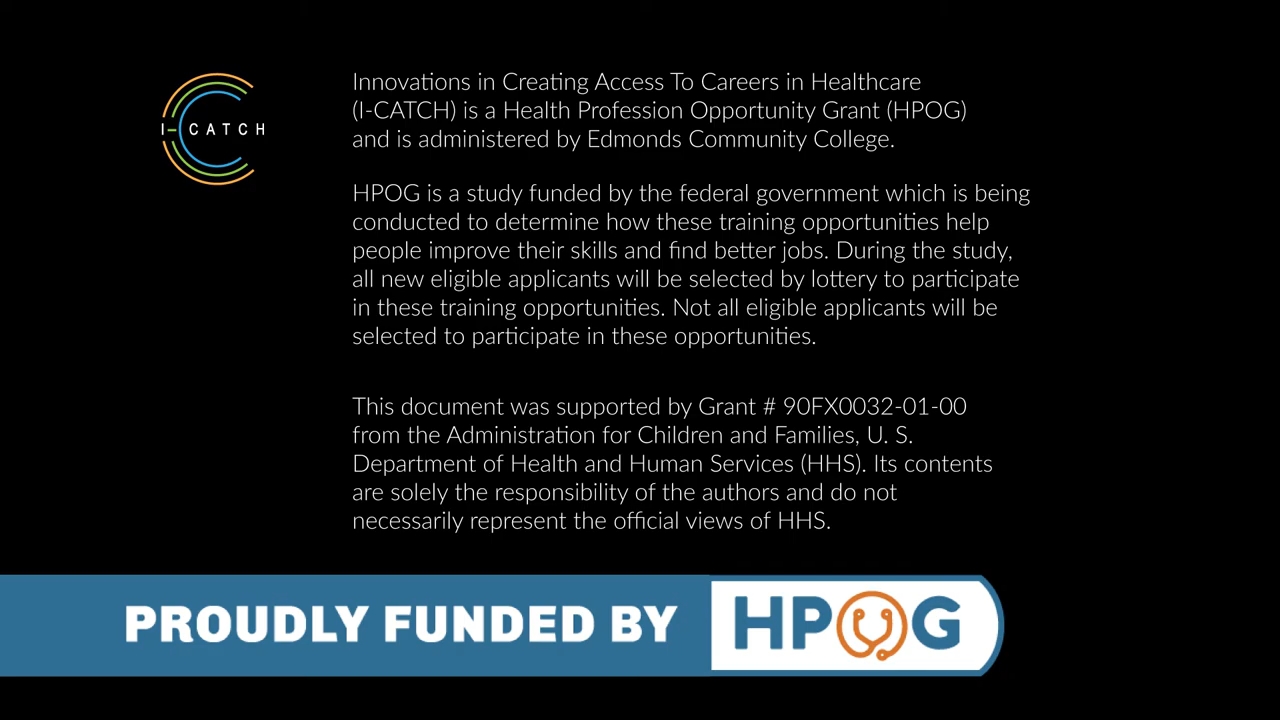 I-CATCH
Innovations in Creating Access To Careers in Healthcare
(I-CATCH) is a Health Profession Opportunity Grant (HPOG)
and is administered by Edmonds Community College.
HPOG is a study funded by the federal government which is being
conducted to determine how these training opportunities help
people improve their skills and find better jobs. During the study,
all new eligible applicants will be selected by lottery to participate
in these training opportunities. Not all eligible applicants will be
selected to participate in these opportunities.
This document was supported by Grant # 90FX0032-01-00
from the Administration for Children and Families, U. S.
Department of Health and Human Services (HHS). Its contents
are solely the responsibility of the authors and do not
necessarily represent the official views of HHS.
PROUDLY FUNDED BY HPOG